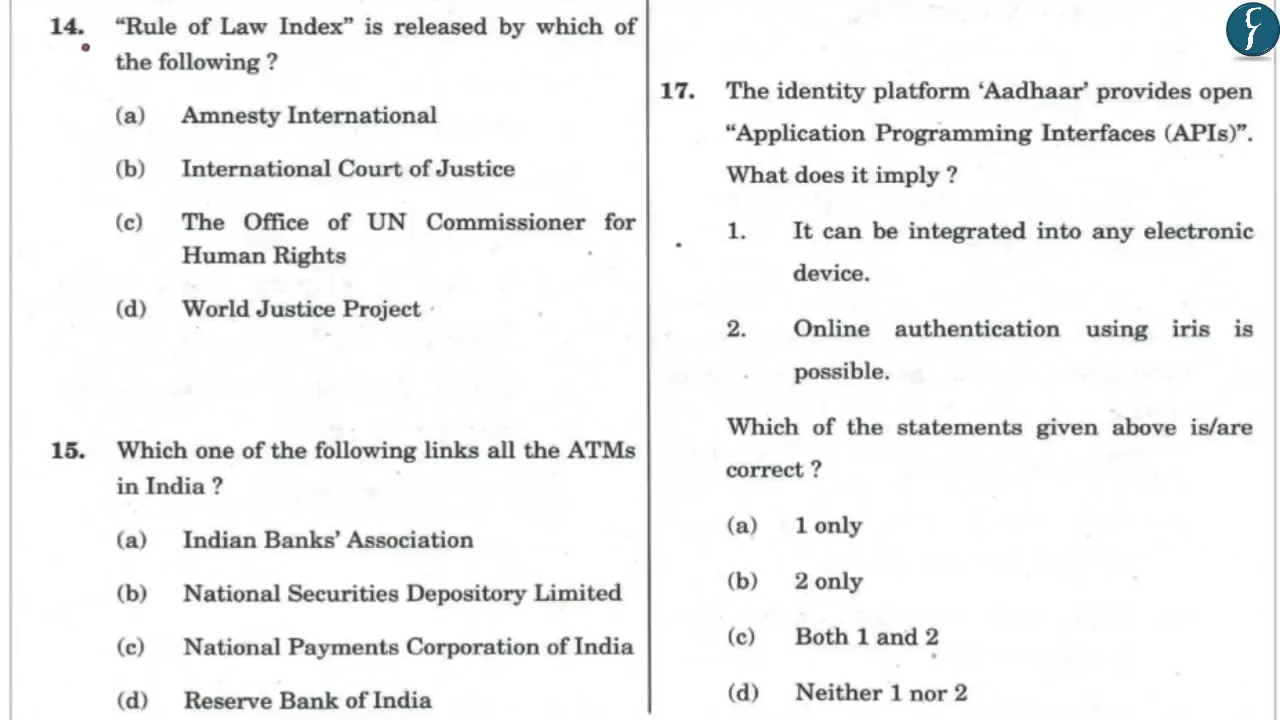 14. “Rule of Law Index” is released by which of
the following ?
(a) Amnesty International
(b) International Court of Justice
(c) The Office of UN Commissioner for
Human Rights
(d) World Justice Project
15. Which one of the following links all the ATMs
in India ?
(a) Indian Banks’ Association
(b) National Securities Depository Limited
(c) National Payments Corporation of India
(d) Reserve Bank of India
17. The identity platform ‘Aadhaar’ provides open
“Application Programming Interfaces (APIs)”.
What does it imply ?
1. It can be integrated into any electronic
device.
2. Online authentication using iris is
possible.
Which of the statements given above is/are
correct ?
(a) 1 only
(b) 2 only
(c) Both 1 and 2
(d) Neither 1 nor 2